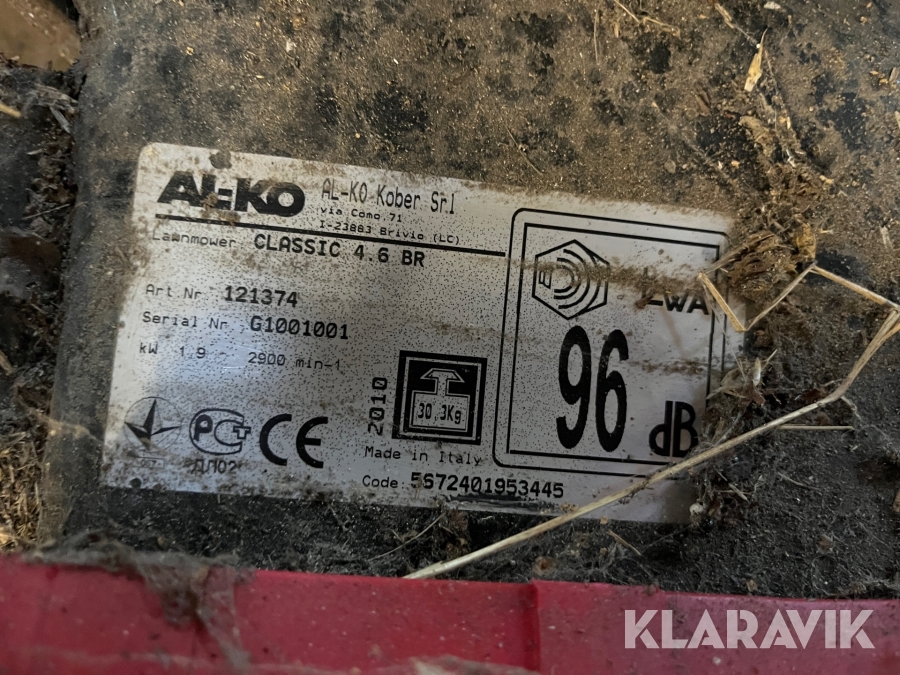 AL-KO
AL-KO Kober Srl
via Como 71
I-23883 Brivio (LC)
Lawnmower CLASSIC 4.6 BR
Art.Nr 121374
Serial Nr G1001001
kW 1.9 2900 min-1
LWA
96
dB
2010
30.3Kg
РСт
CE
Made in Italy
Code: 5672401953445
KLARAVIK